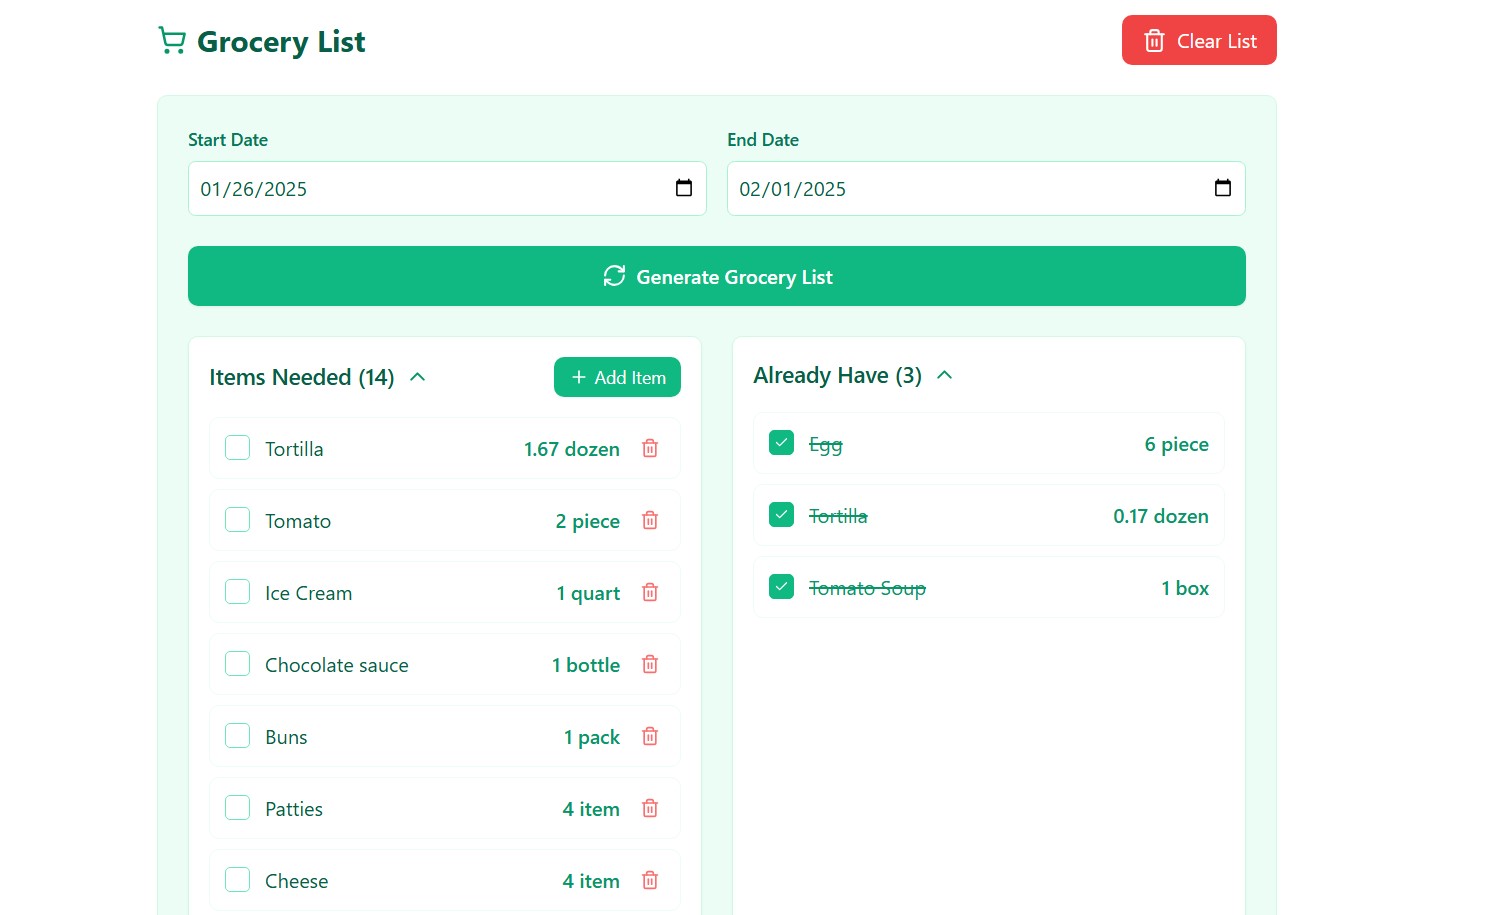 Grocery List
Clear List
Start Date
End Date
01/26/2025
02/01/2025
Generate Grocery List
Items Needed (14)
+ Add Item
Tortilla 1.67 dozen
Tomato 2 piece
Ice Cream 1 quart
Chocolate sauce 1 bottle
Buns 1 pack
Patties 4 item
Cheese 4 item
Already Have (3)
Egg 6 piece
Tortilla 0.17 dozen
Tomato Soup 1 box